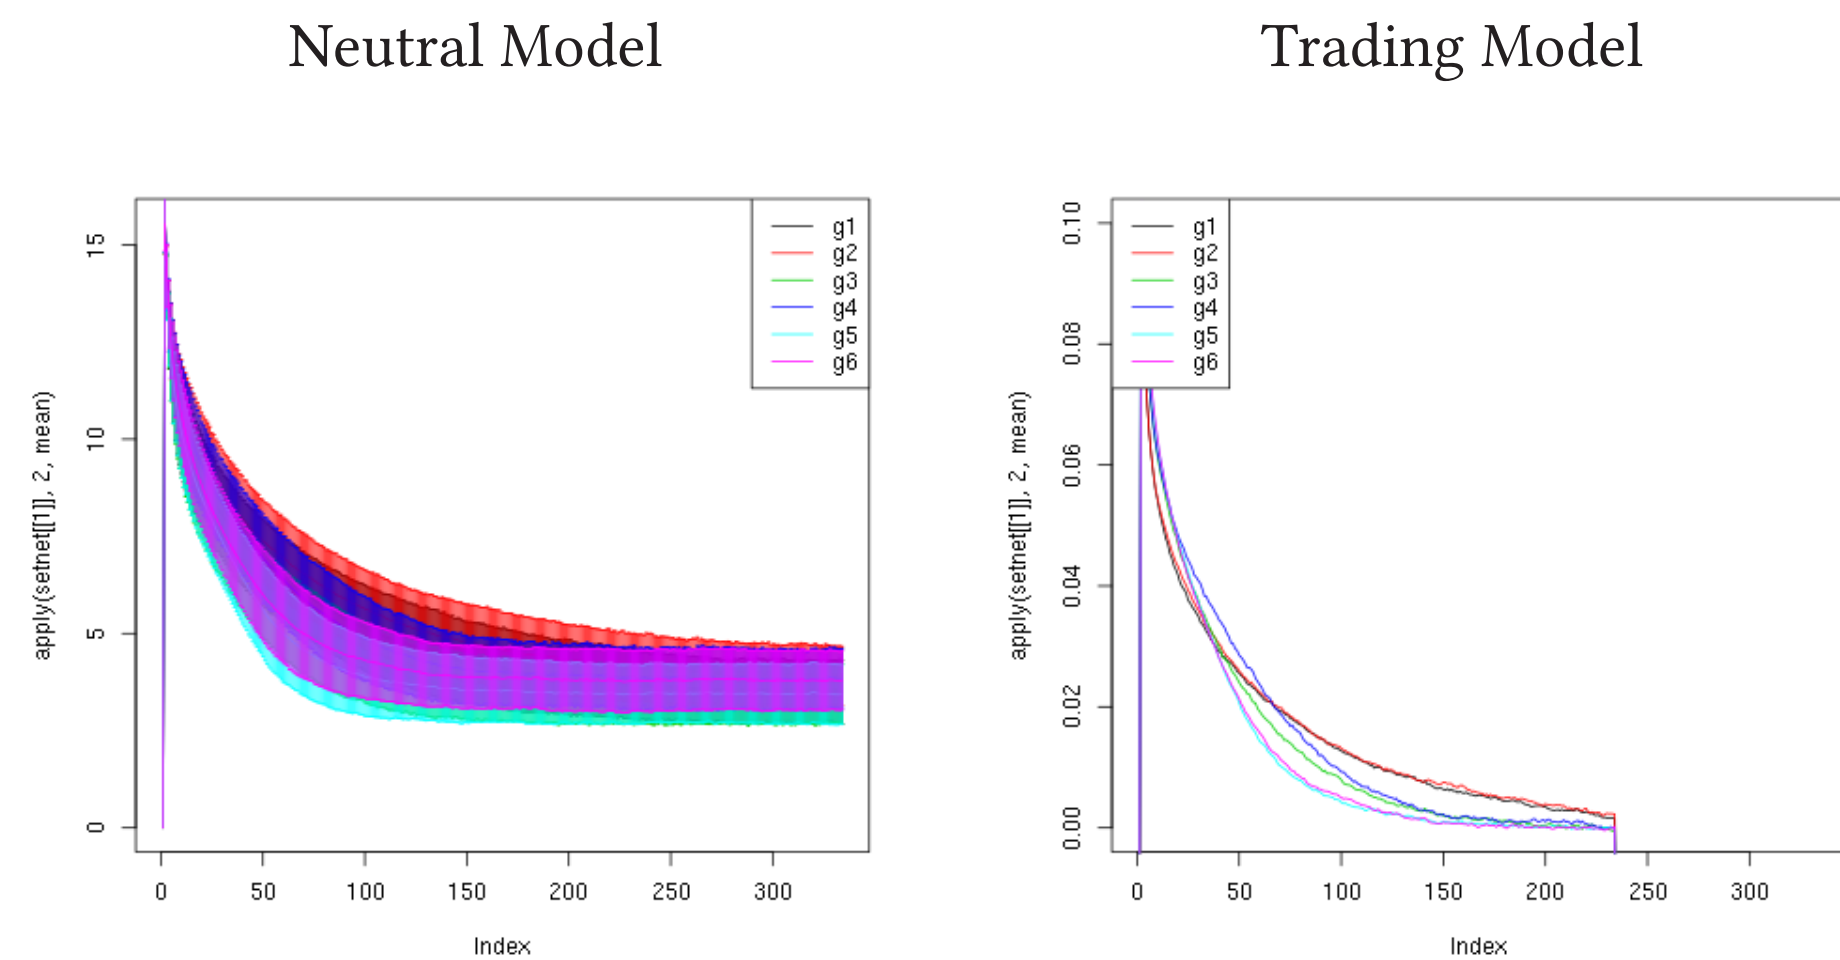 Neutral Model
Trading Model
apply(setnet[[1]], 2, mean)
15
10
5
0
g1
g2
g3
g4
g5
g6
0 50 100 150 200 250 300
Index
apply(setnet[[1]], 2, mean)
0.10
0.08
0.06
0.04
0.02
0.00
g1
g2
g3
g4
g5
g6
0 50 100 150 200 250 300
Index